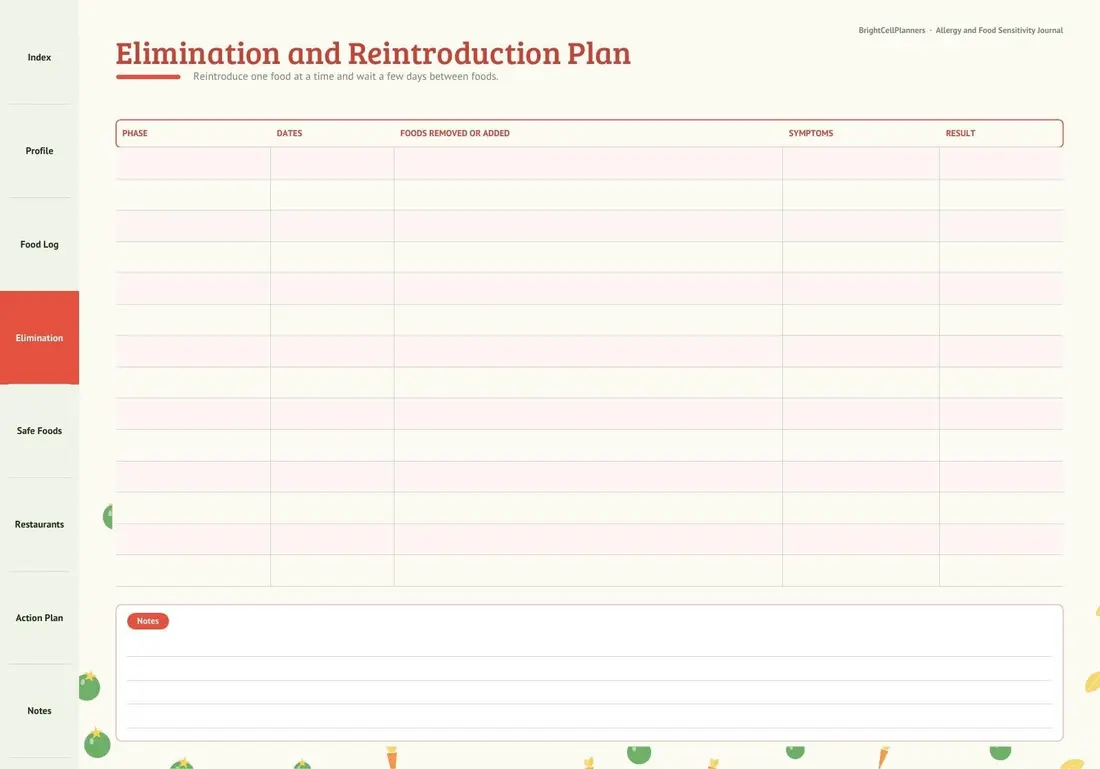 Index
Profile
Food Log
Elimination
Safe Foods
Restaurants
Action Plan
Notes
BrightCellPlanners · Allergy and Food Sensitivity Journal
Elimination and Reintroduction Plan
Reintroduce one food at a time and wait a few days between foods.
PHASE DATES FOODS REMOVED OR ADDED SYMPTOMS RESULT
Notes